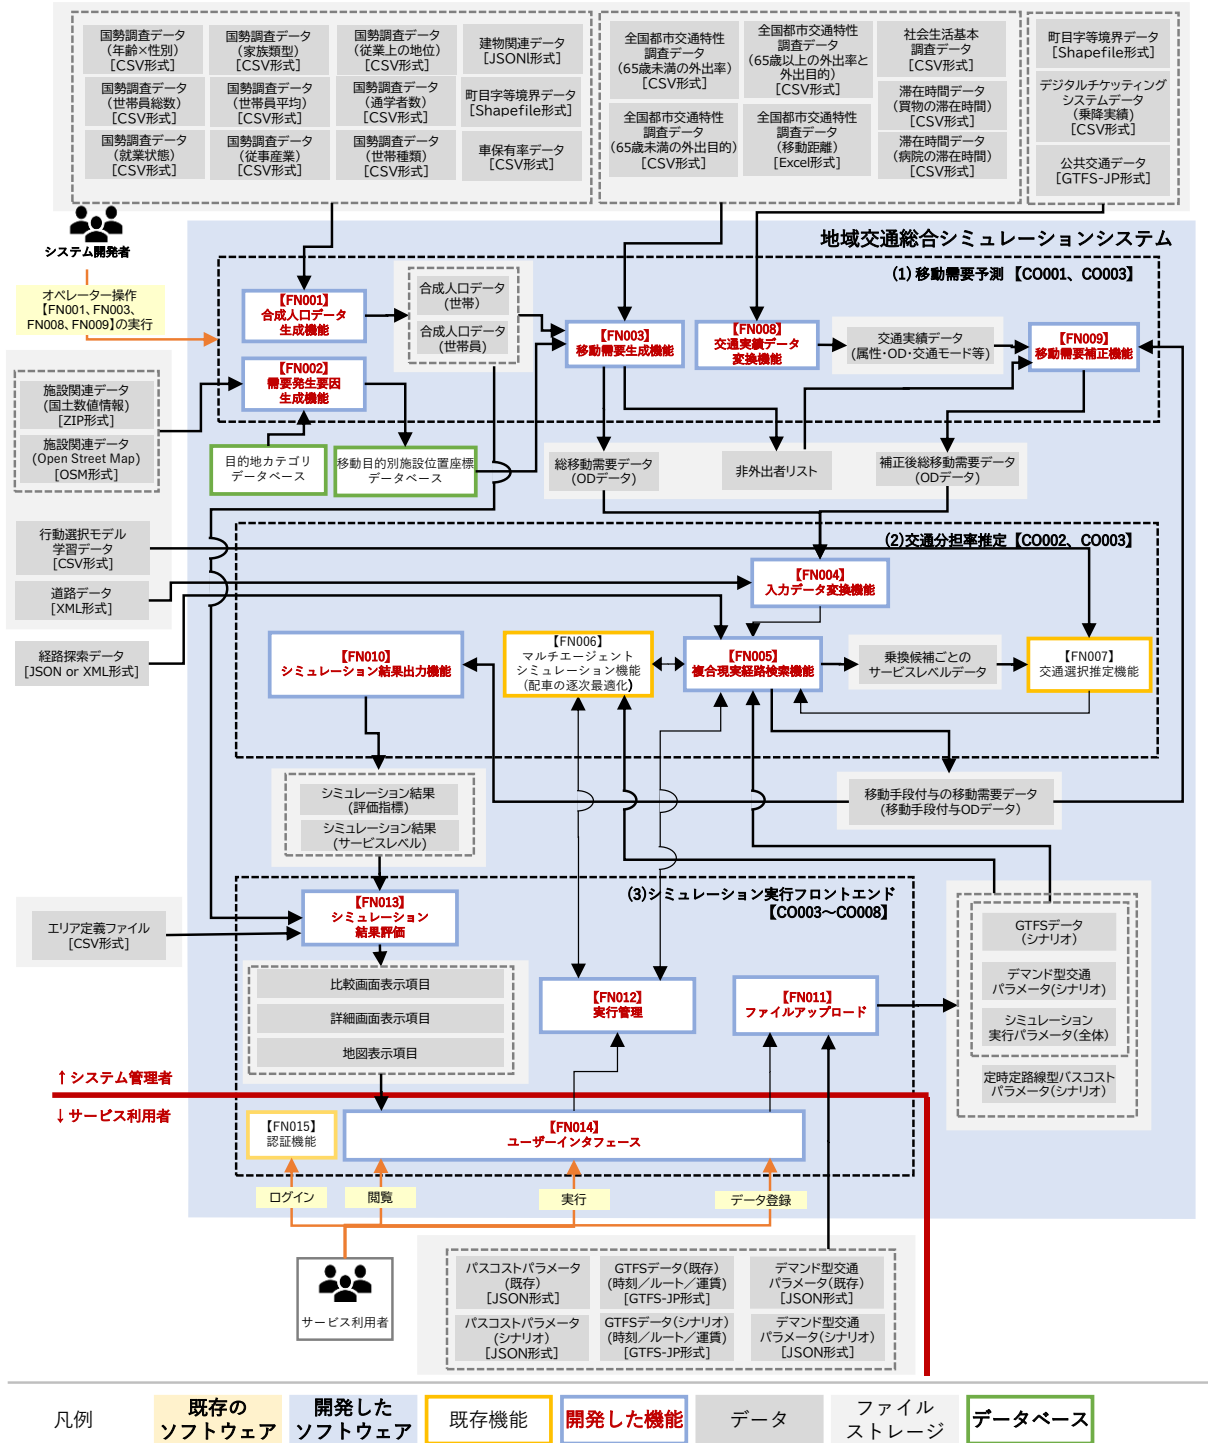 国勢調査データ
(年齢×性別)
[CSV形式]
国勢調査データ
(家族類型)
[CSV形式]
国勢調査データ
(従業上の地位)
[CSV形式]
建物関連データ
[JSONl形式]
国勢調査データ
(世帯員総数)
[CSV形式]
国勢調査データ
(世帯員平均)
[CSV形式]
国勢調査データ
(通学者数)
[CSV形式]
町目字等境界データ
[Shapefile形式]
国勢調査データ
(就業状態)
[CSV形式]
国勢調査データ
(従事産業)
[CSV形式]
国勢調査データ
(世帯種類)
[CSV形式]
車保有率データ
[CSV形式]
全国都市交通特性
調査データ
(65歳未満の外出率)
[CSV形式]
全国都市交通特性
調査データ
(65歳以上の外出率と
外出目的)
[CSV形式]
社会生活基本
調査データ
[CSV形式]
滞在時間データ
(買物の滞在時間)
[CSV形式]
全国都市交通特性
調査データ
(65歳未満の外出目的)
[CSV形式]
全国都市交通特性
調査データ
(移動距離)
[Excel形式]
滞在時間データ
(病院の滞在時間)
[CSV形式]
町目字等境界データ
[Shapefile形式]
デジタルチケッティング
システムデータ
(乗降実績)
[CSV形式]
公共交通データ
[GTFS-JP形式]
システム開発者
オペレーター操作
【FN001、FN003、
FN008、FN009】の実行
地域交通総合シミュレーションシステム
(1) 移動需要予測 【CO001、CO003】
【FN001】
合成人口データ
生成機能
合成人口データ
(世帯)
合成人口データ
(世帯員)
【FN003】
移動需要生成機能
【FN008】
交通実績データ
変換機能
交通実績データ
(属性・OD・交通モード等)
【FN009】
移動需要補正機能
【FN002】
需要発生要因
生成機能
施設関連データ
(国土数値情報)
[ZIP形式]
施設関連データ
(Open Street Map)
[OSM形式]
目的地カテゴリ
データベース
移動目的別施設位置座標
データベース
総移動需要データ
(ODデータ)
非外出者リスト
補正後総移動需要データ
(ODデータ)
行動選択モデル
学習データ
[CSV形式]
道路データ
[XML形式]
経路探索データ
[JSON or XML形式]
(2)交通分担率推定【CO002、CO003】
【FN004】
入力データ変換機能
【FN010】
シミュレーション結果出力機能
【FN006】
マルチエージェント
シミュレーション機能
(配車の逐次最適化)
【FN005】
複合現実経路検索機能
乗換候補ごとの
サービスレベルデータ
【FN007】
交通選択推定機能
シミュレーション結果
(評価指標)
シミュレーション結果
(サービスレベル)
移動手段付与の移動需要データ
(移動手段付与ODデータ)
(3)シミュレーション実行フロントエンド
【CO003～CO008】
エリア定義ファイル
[CSV形式]
【FN013】
シミュレーション
結果評価
比較画面表示項目
詳細画面表示項目
地図表示項目
【FN012】
実行管理
【FN011】
ファイルアップロード
GTFSデータ
(シナリオ)
デマンド型交通
パラメータ(シナリオ)
シミュレーション
実行パラメータ(全体)
定時定路線型バスコスト
パラメータ(シナリオ)
↑システム管理者
↓サービス利用者
【FN015】
認証機能
【FN014】
ユーザーインタフェース
ログイン
閲覧
実行
データ登録
サービス利用者
バスコストパラメータ
(既存)
[JSON形式]
GTFSデータ(既存)
(時刻／ルート／運賃)
[GTFS-JP形式]
デマンド型交通
パラメータ(既存)
[JSON形式]
バスコストパラメータ
(シナリオ)
[JSON形式]
GTFSデータ(シナリオ)
(時刻／ルート／運賃)
[GTFS-JP形式]
デマンド型交通
パラメータ(シナリオ)
[JSON形式]
凡例
既存の
ソフトウェア
開発した
ソフトウェア
既存機能
開発した機能
データ
ファイル
ストレージ
データベース